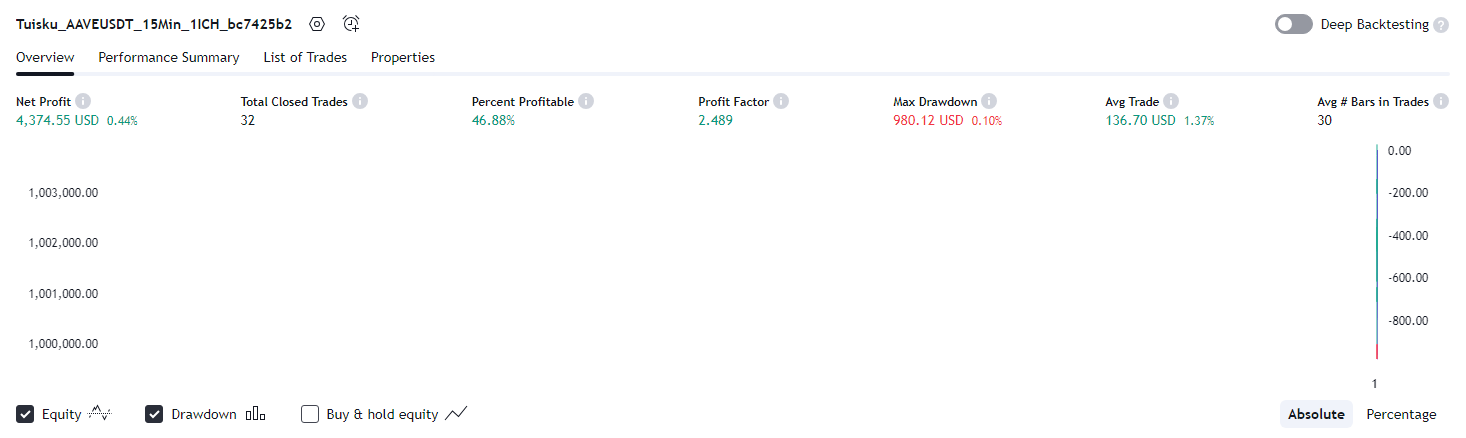 Tuisku_AAVEUSDT_15Min_1ICH_bc7425b2
Deep Backtesting ?
Overview Performance Summary List of Trades Properties
Net Profit Total Closed Trades Percent Profitable Profit Factor Max Drawdown Avg Trade Avg # Bars in Trades
4,374.55 USD 0.44% 32 46.88% 2.489 980.12 USD 0.10% 136.70 USD 1.37% 30
0.00
1,003,000.00 -200.00
1,002,000.00 -400.00
1,001,000.00 -600.00
-800.00
1,000,000.00
1
Equity Drawdown Buy & hold equity Absolute Percentage